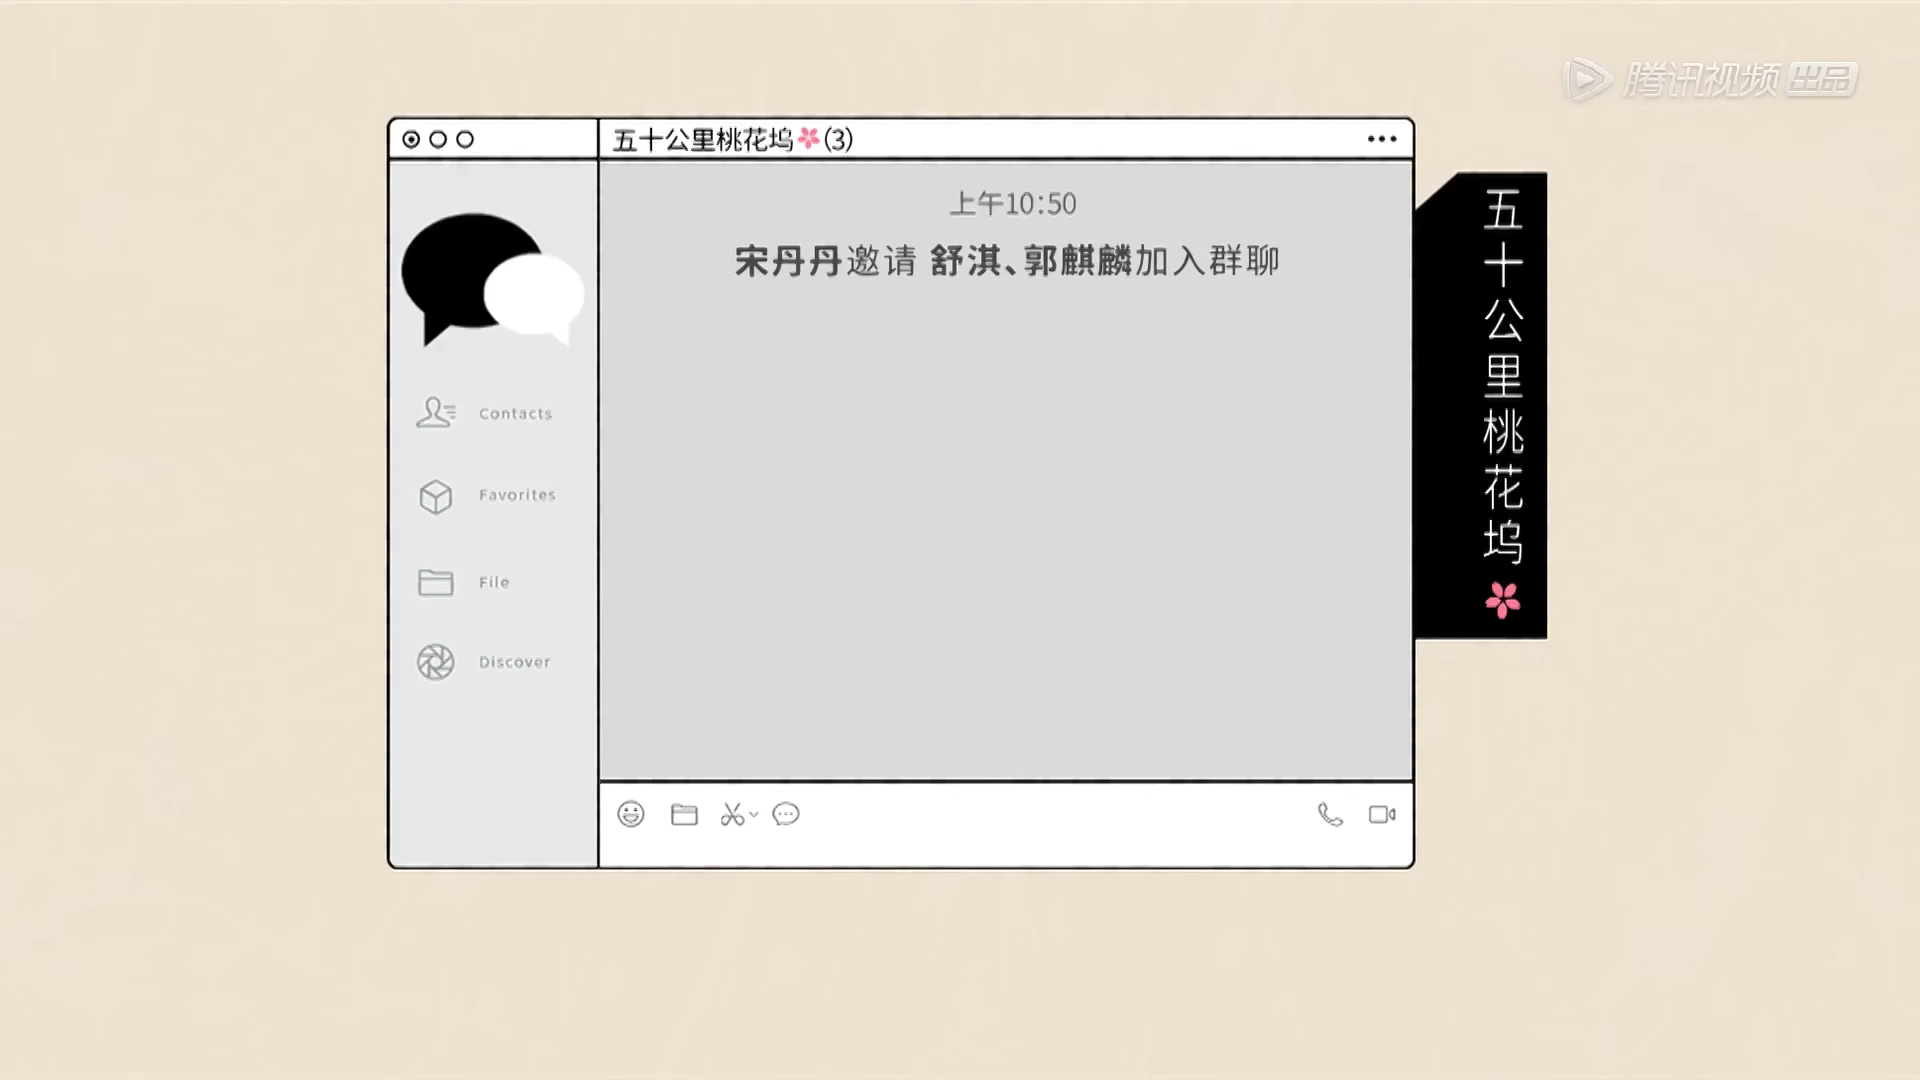 腾讯视频 出品
五十公里桃花坞🌸(3)
上午10:50
宋丹丹邀请 舒淇、郭麒麟加入群聊
Contacts
Favorites
File
Discover
五十公里桃花坞